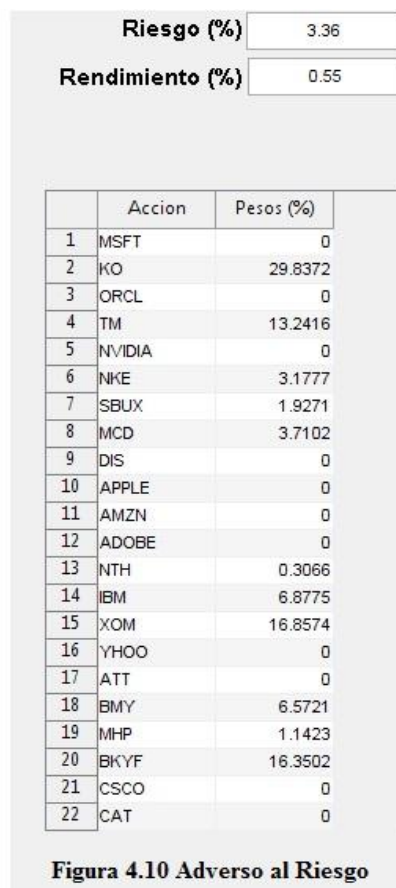 Riesgo (%) 3.36
Rendimiento (%) 0.55
Accion Pesos (%)
1 MSFT 0
2 KO 29.8372
3 ORCL 0
4 TM 13.2416
5 NVIDIA 0
6 NKE 3.1777
7 SBUX 1.9271
8 MCD 3.7102
9 DIS 0
10 APPLE 0
11 AMZN 0
12 ADOBE 0
13 NTH 0.3066
14 IBM 6.8775
15 XOM 16.8574
16 YHOO 0
17 ATT 0
18 BMY 6.5721
19 MHP 1.1423
20 BKYF 16.3502
21 CSCO 0
22 CAT 0
Figura 4.10 Adverso al Riesgo